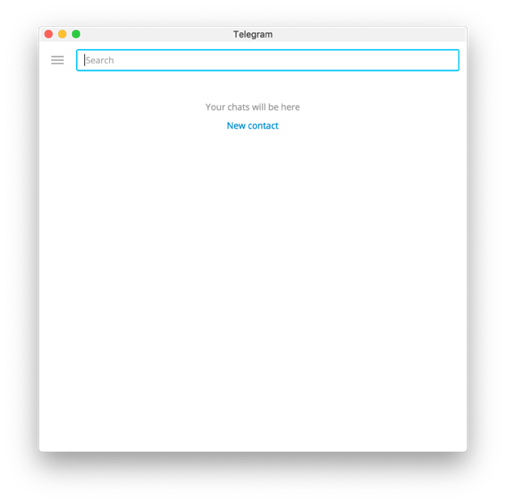 Telegram
Search
Your chats will be here
New contact